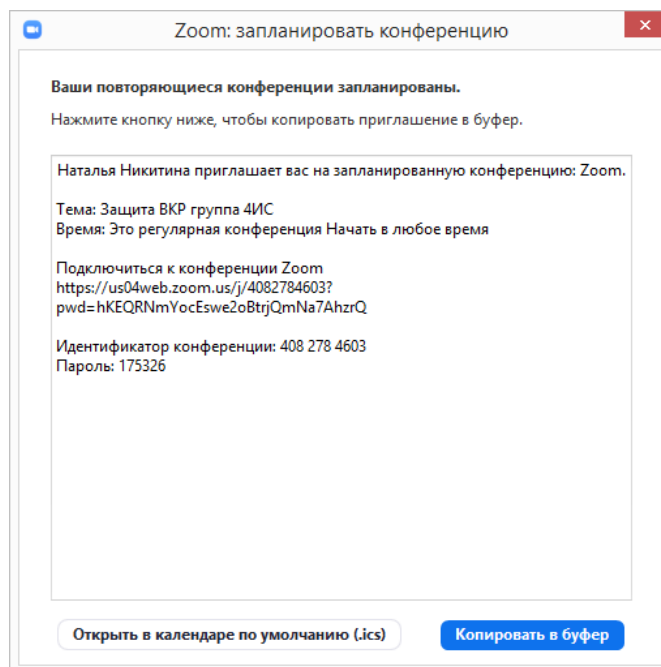 Zoom: запланировать конференцию
Ваши повторяющиеся конференции запланированы.
Нажмите кнопку ниже, чтобы копировать приглашение в буфер.
Наталья Никитина приглашает вас на запланированную конференцию: Zoom.
Тема: Защита ВКР группа 4ИС
Время: Это регулярная конференция Начать в любое время
Подключиться к конференции Zoom
https://us04web.zoom.us/j/4082784603?
pwd=hKEQRNmYocEswe2oBtrjQmNa7AhzrQ
Идентификатор конференции: 408 278 4603
Пароль: 175326
Открыть в календаре по умолчанию (.ics)
Копировать в буфер